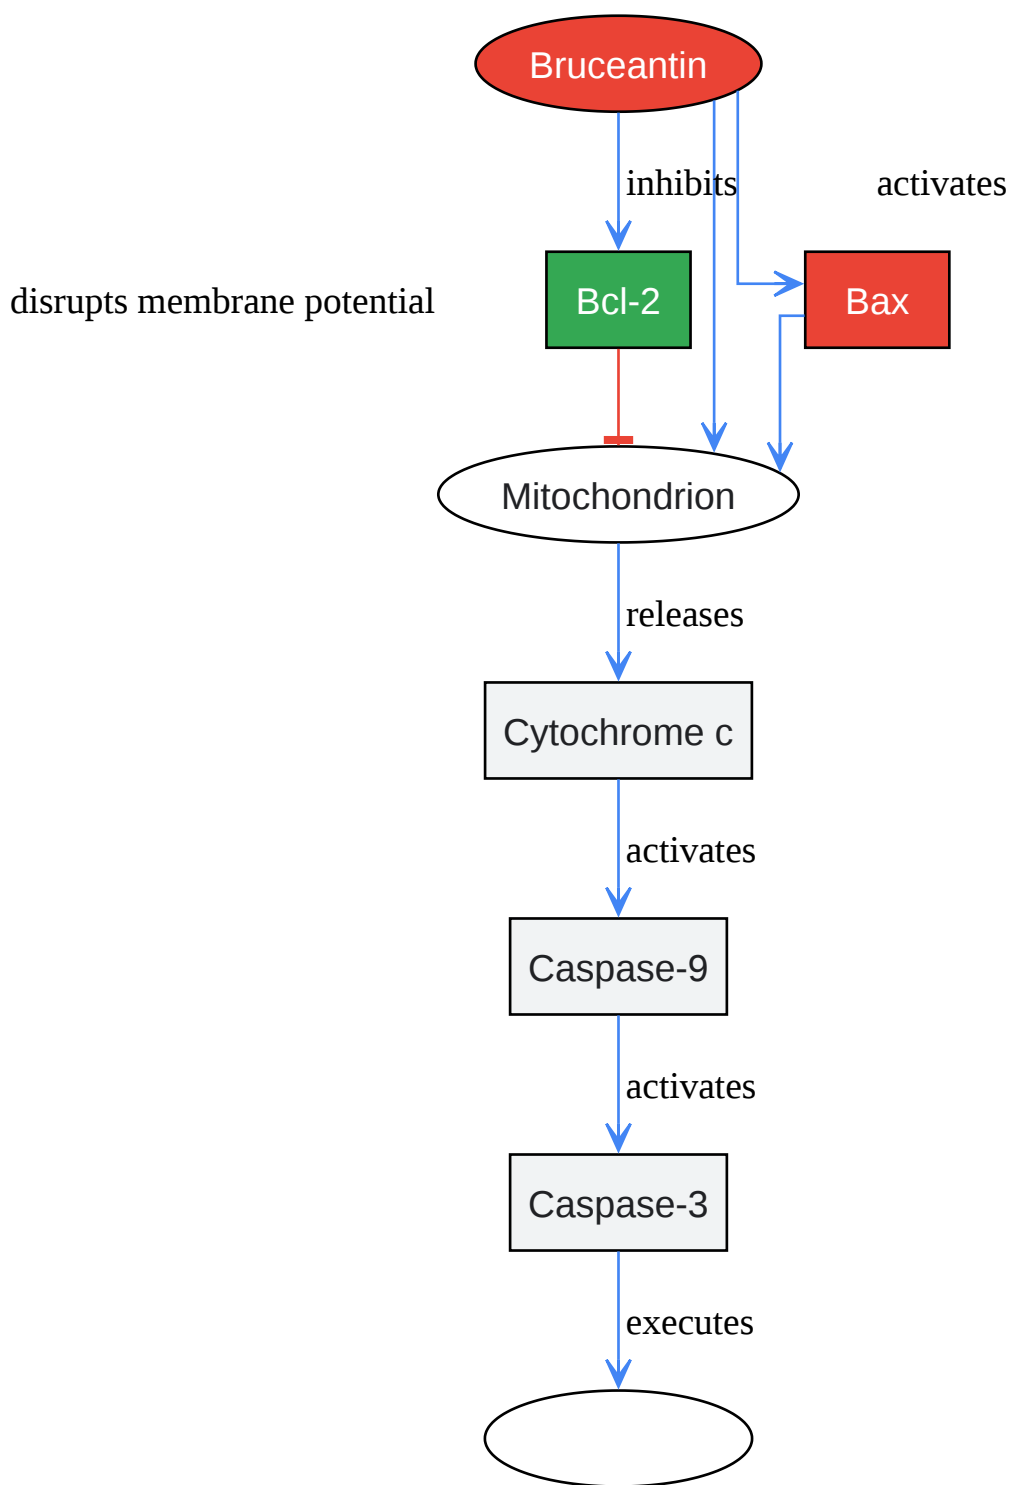 Bruceantin
inhibits
activates
disrupts membrane potential
Bcl-2
Bax
Mitochondrion
releases
Cytochrome c
activates
Caspase-9
activates
Caspase-3
executes